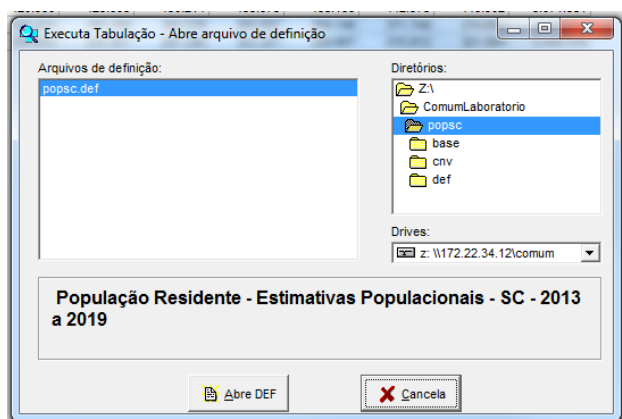 Executa Tabulação - Abre arquivo de definição
Arquivos de definição:
popsc.def
Diretórios:
Z:\
ComumLaboratorio
popsc
base
cnv
def
Drives:
z: \\172.22.34.12\comum
População Residente - Estimativas Populacionais - SC - 2013
a 2019
Abre DEF
Cancela